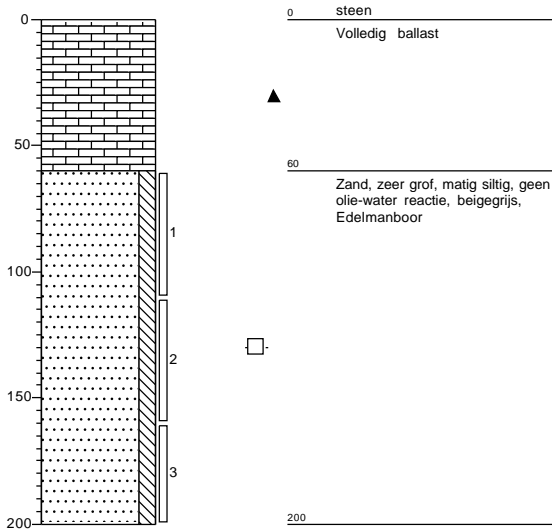 0
0
steen
Volledig ballast
50
60
Zand, zeer grof, matig siltig, geen
olie-water reactie, beigegrijs,
Edelmanboor
1
100
2
150
3
200
200